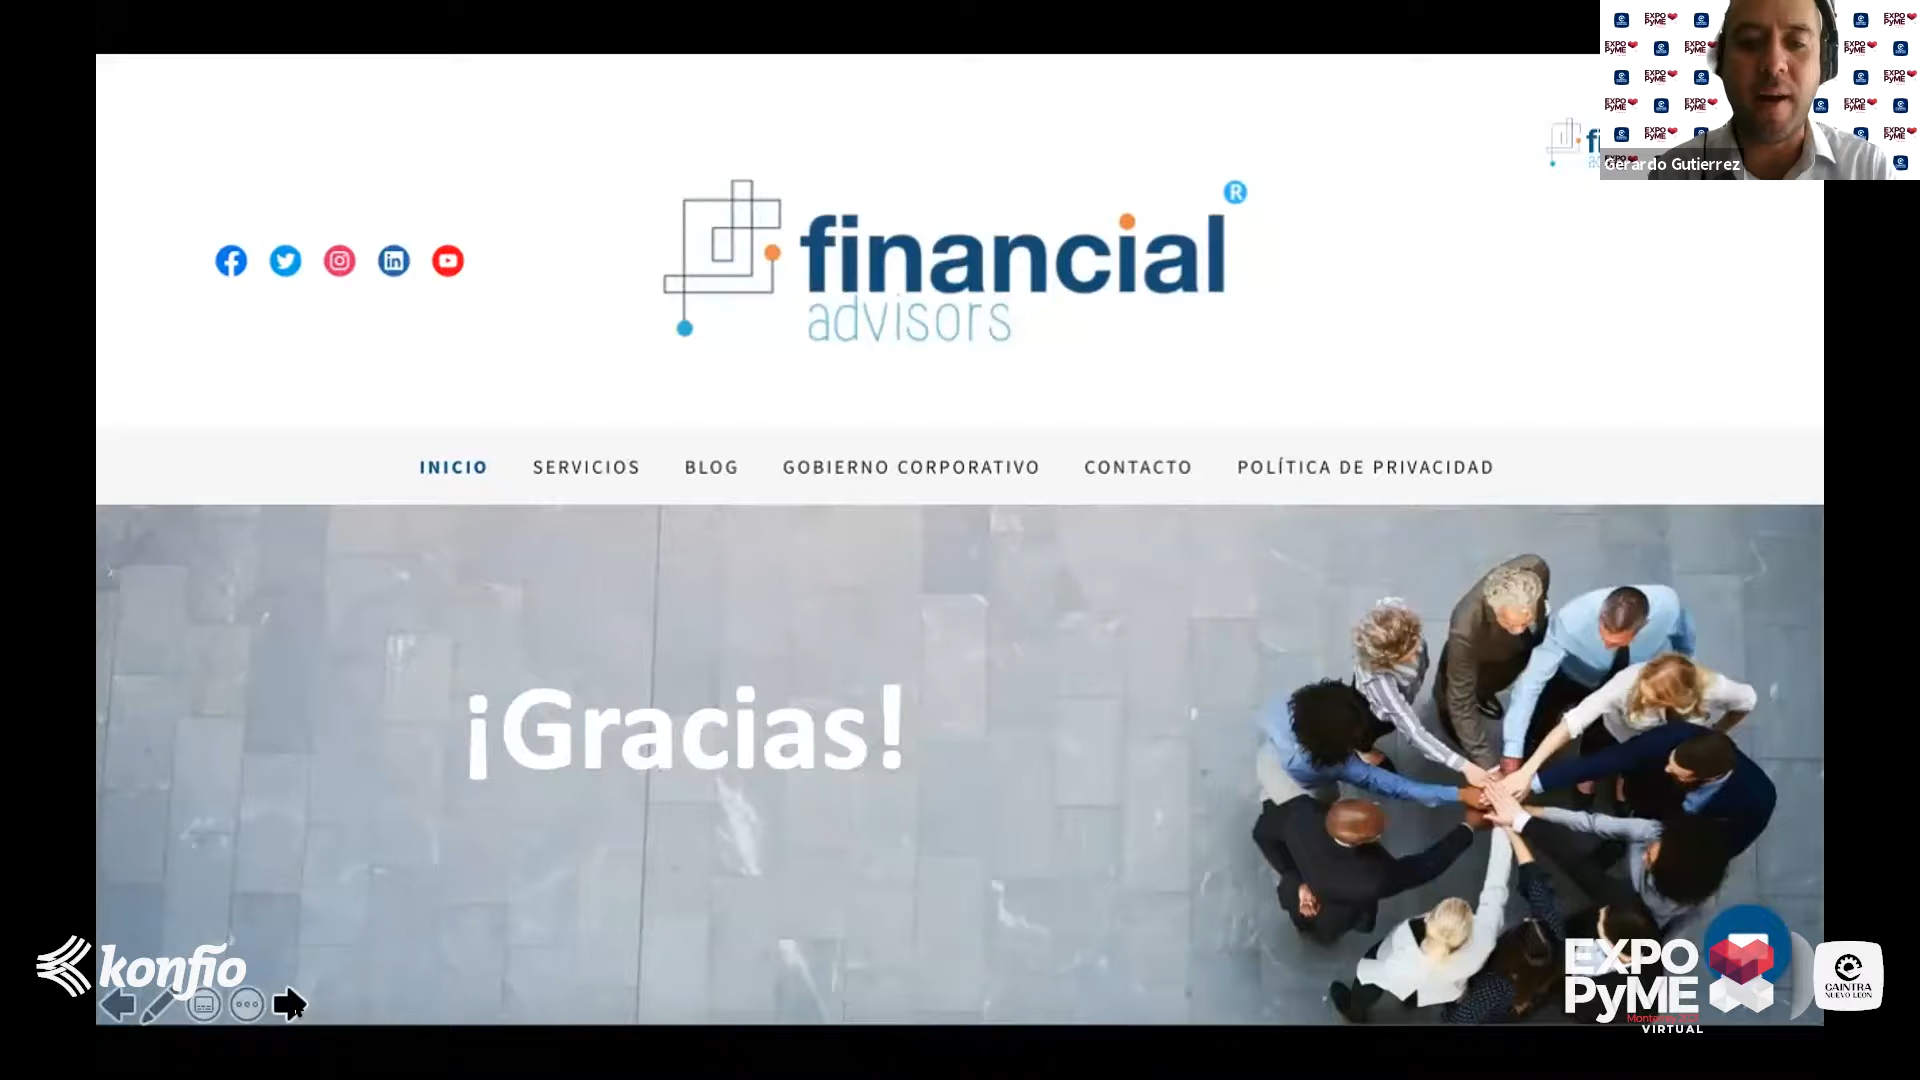 Gerardo Gutierrez
financial
®
advisors
INICIO SERVICIOS BLOG GOBIERNO CORPORATIVO CONTACTO POLÍTICA DE PRIVACIDAD
¡Gracias!
konfio
EXPO
PyME
VIRTUAL
CAINTRA
NUEVO LEÓN